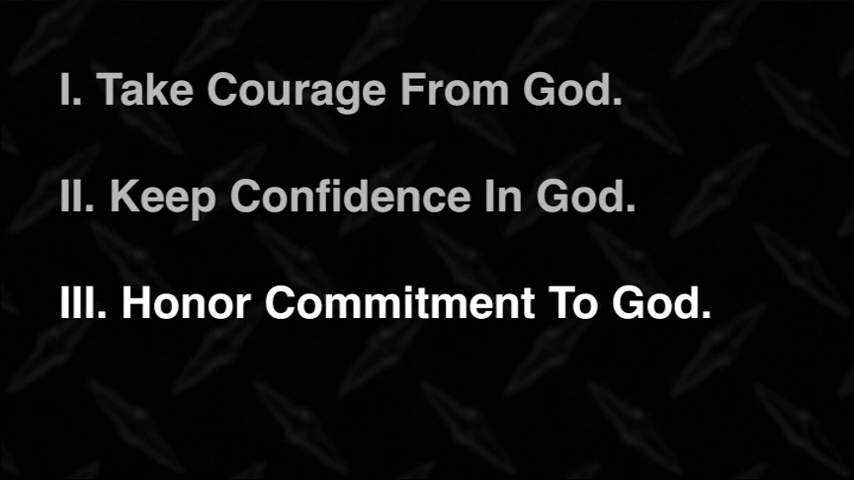 I. Take Courage From God.
II. Keep Confidence In God.
III. Honor Commitment To God.